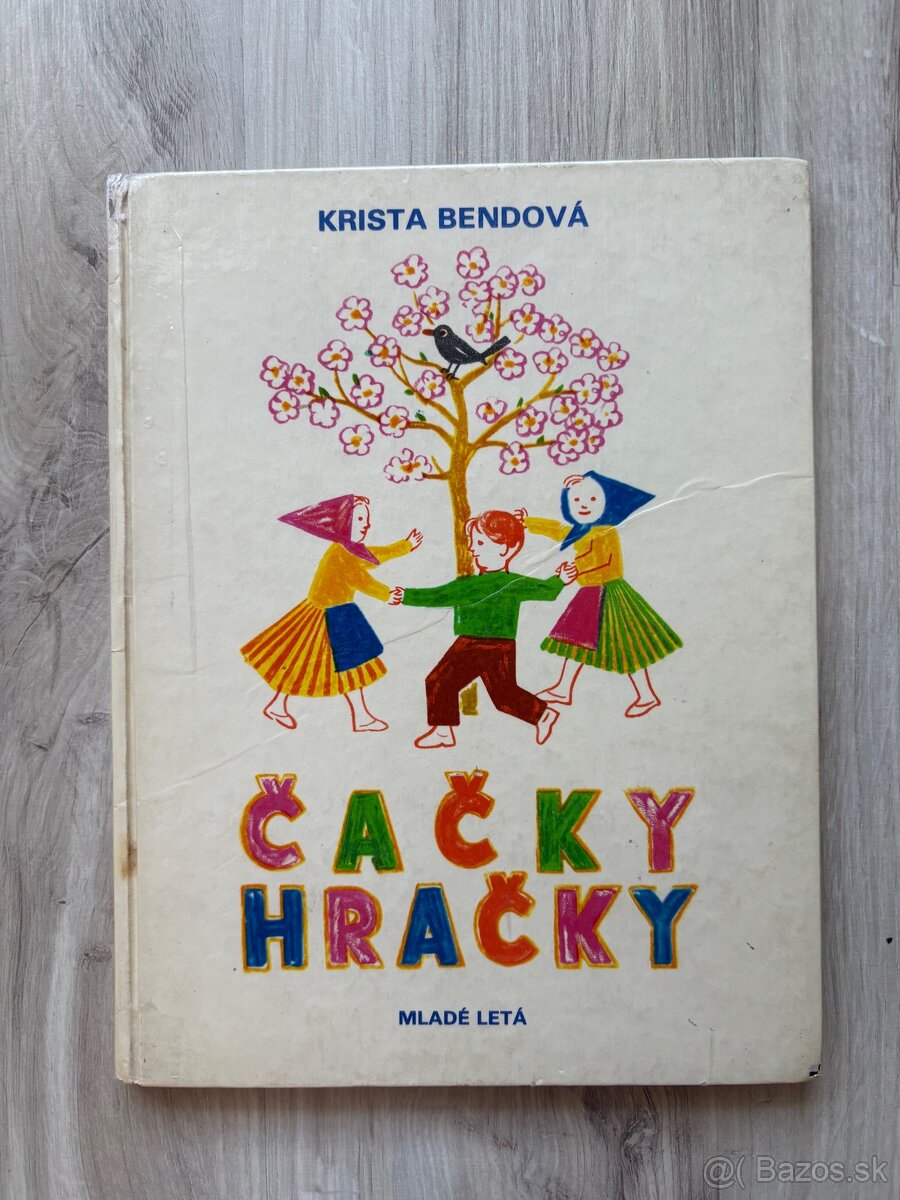 KRISTA BENDOVÁ
ČAČKY
HRAČKY
MLADÉ LETÁ
@( Bazos.sk